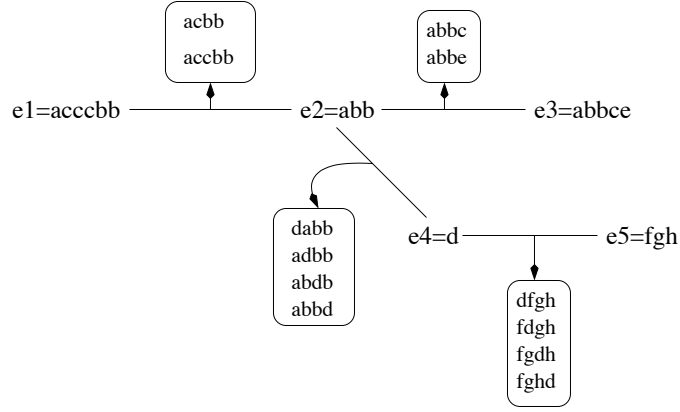 acbb
accbb
abbc
abbe
e1=acccbb
e2=abb
e3=abbce
dabb
adbb
abdb
abbd
e4=d
e5=fgh
dfgh
fdgh
fgdh
fghd